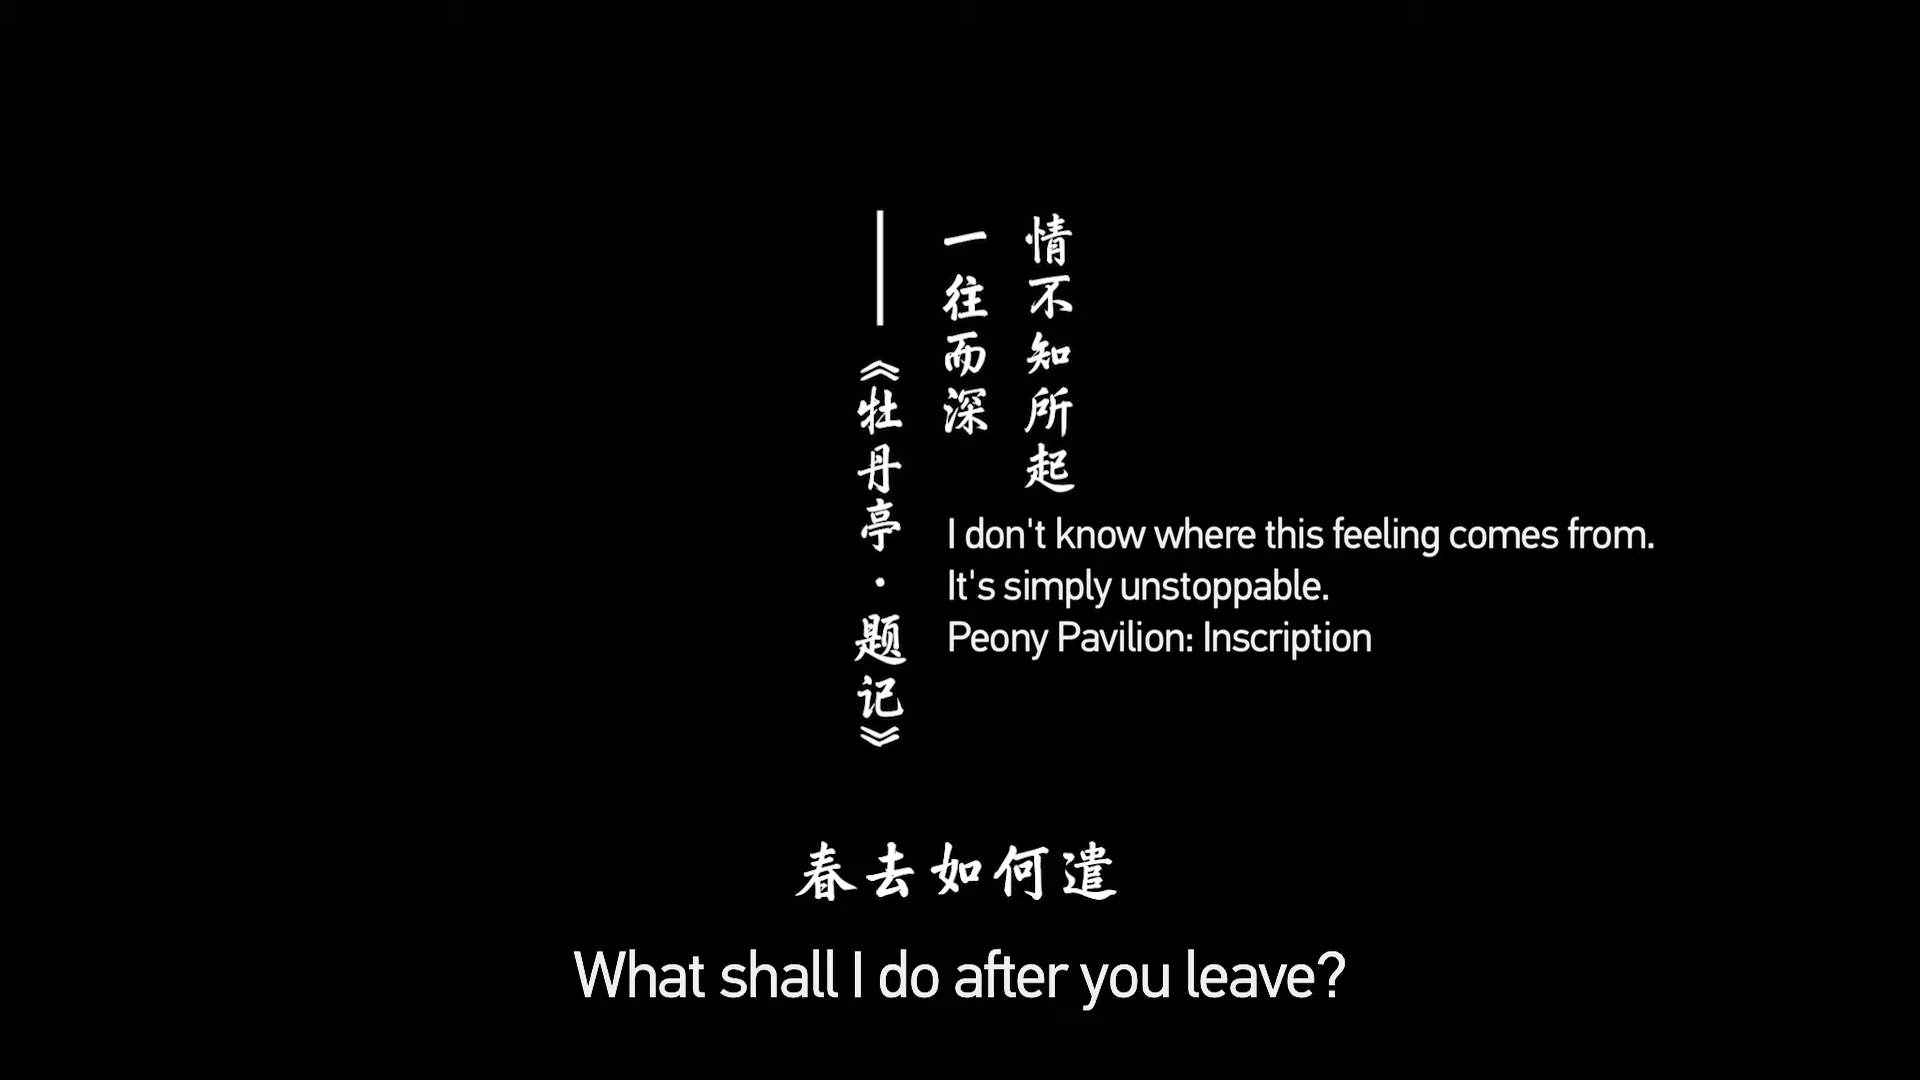 情不知所起
一往而深
——《牡丹亭·题记》
I don't know where this feeling comes from.
It's simply unstoppable.
Peony Pavilion: Inscription
春去如何遣
What shall I do after you leave?